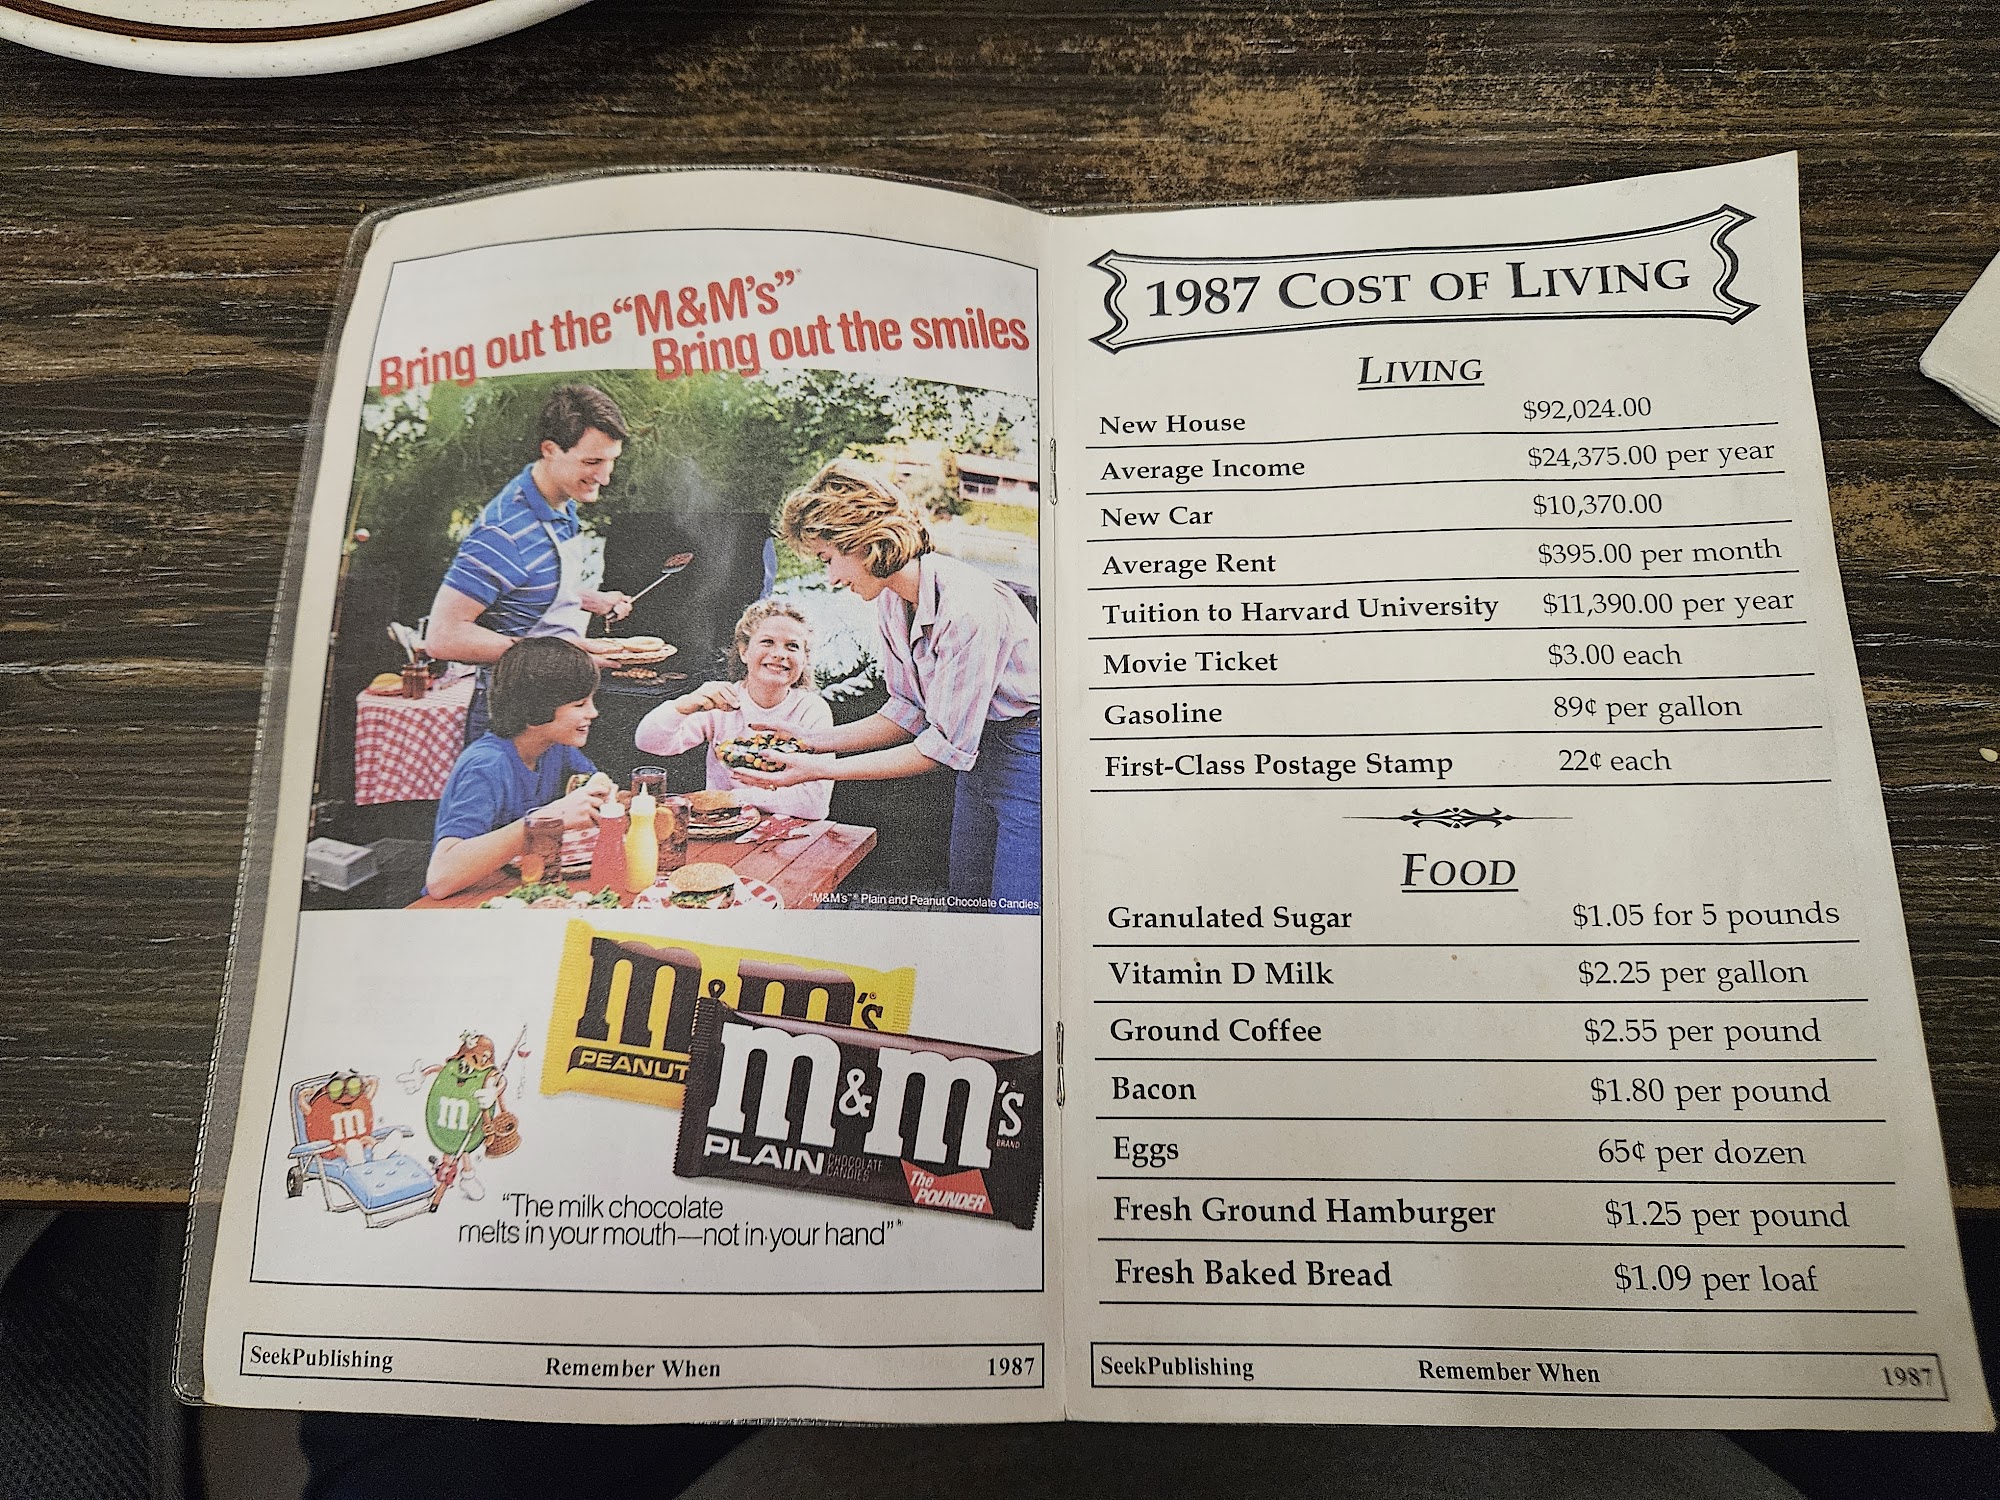 Bring out the “M&M's”®
Bring out the smiles
"M&M's"® Plain and Peanut Chocolate Candies
m&m's®
PEANUT
m&m's
BRAND
PLAIN CHOCOLATE CANDIES
The POUNDER
m
m
“The milk chocolate
melts in your mouth—not in your hand”®
SeekPublishing Remember When 1987
1987 COST OF LIVING
LIVING
New House $92,024.00
Average Income $24,375.00 per year
New Car $10,370.00
Average Rent $395.00 per month
Tuition to Harvard University $11,390.00 per year
Movie Ticket $3.00 each
Gasoline 89¢ per gallon
First-Class Postage Stamp 22¢ each
FOOD
Granulated Sugar $1.05 for 5 pounds
Vitamin D Milk $2.25 per gallon
Ground Coffee $2.55 per pound
Bacon $1.80 per pound
Eggs 65¢ per dozen
Fresh Ground Hamburger $1.25 per pound
Fresh Baked Bread $1.09 per loaf
SeekPublishing Remember When 1987